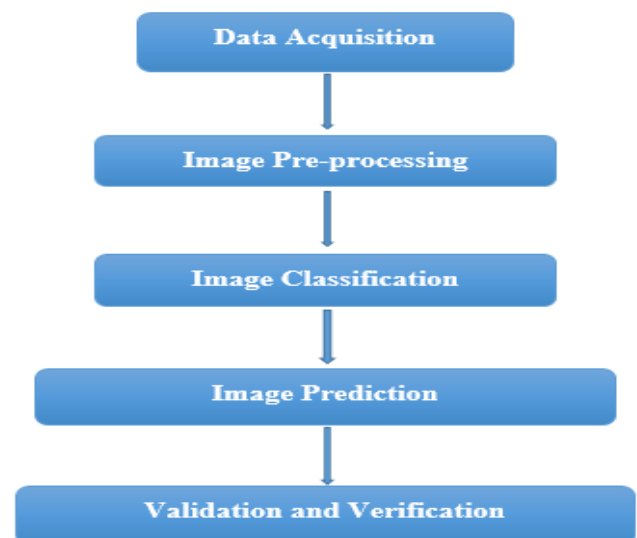 Data Acquisition
Image Pre-processing
Image Classification
Image Prediction
Validation and Verification